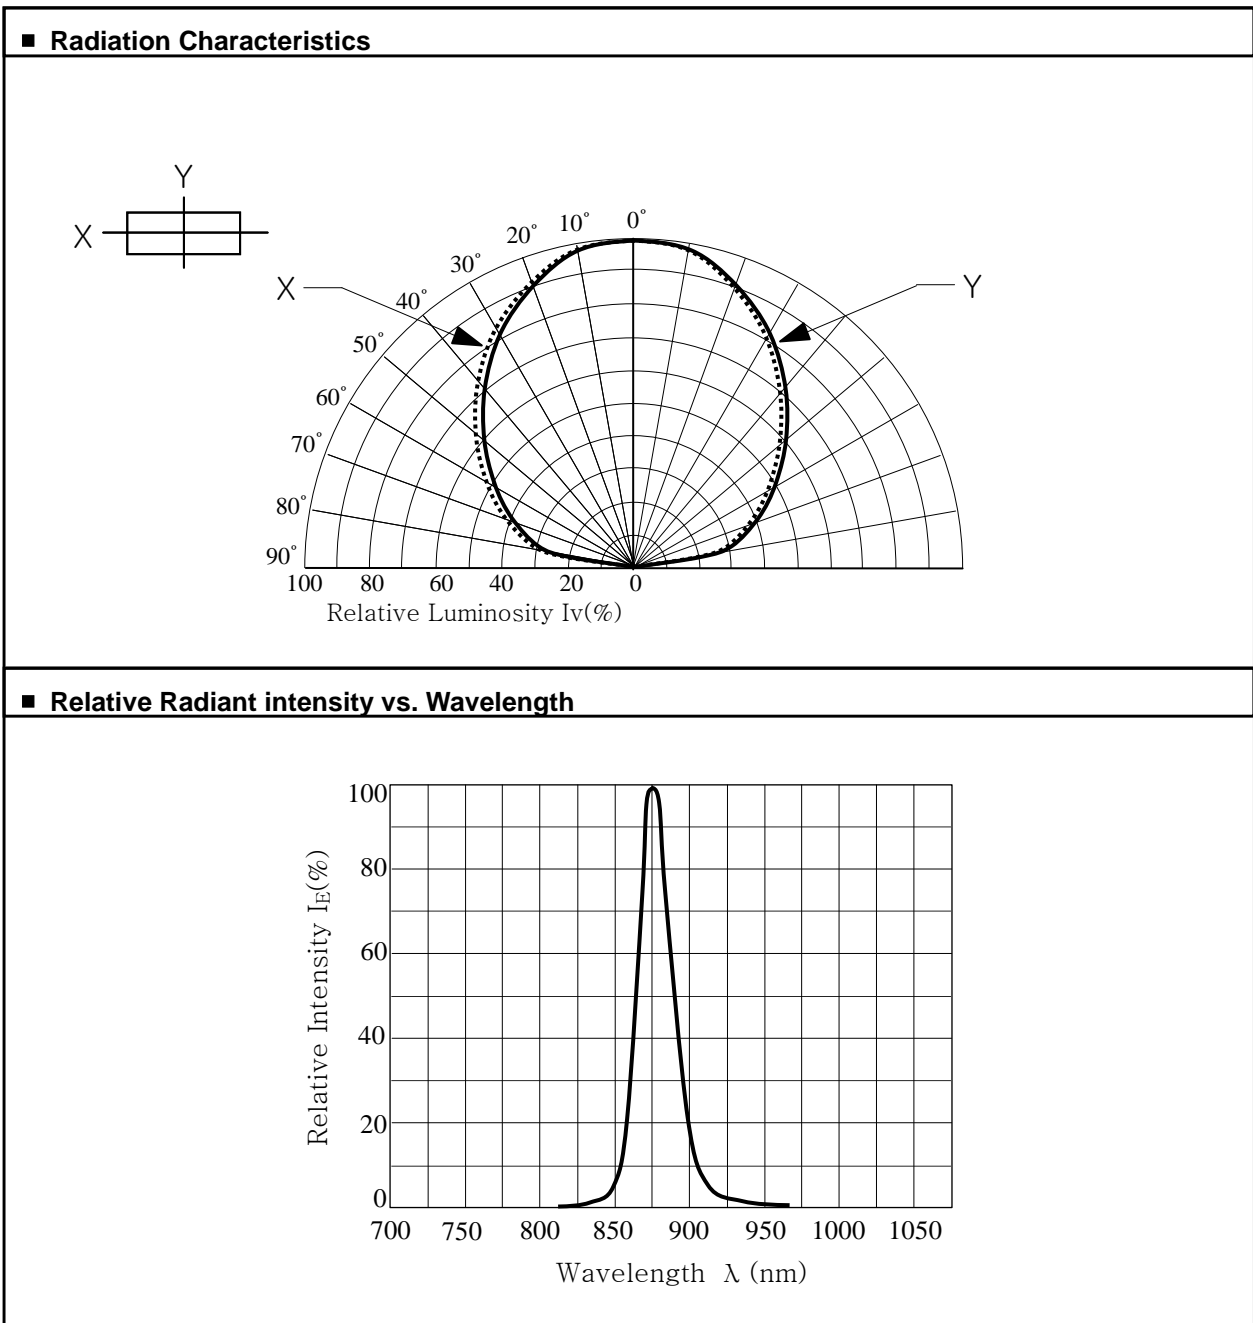 ■ Radiation Characteristics
Y
X
0°
10°
20°
30°
40°
50°
60°
70°
80°
90°
X
Y
100 80 60 40 20 0
Relative Luminosity Iv(%)
■ Relative Radiant intensity vs. Wavelength
100
80
60
40
20
0
Relative Intensity IE(%)
700 750 800 850 900 950 1000 1050
Wavelength λ (nm)